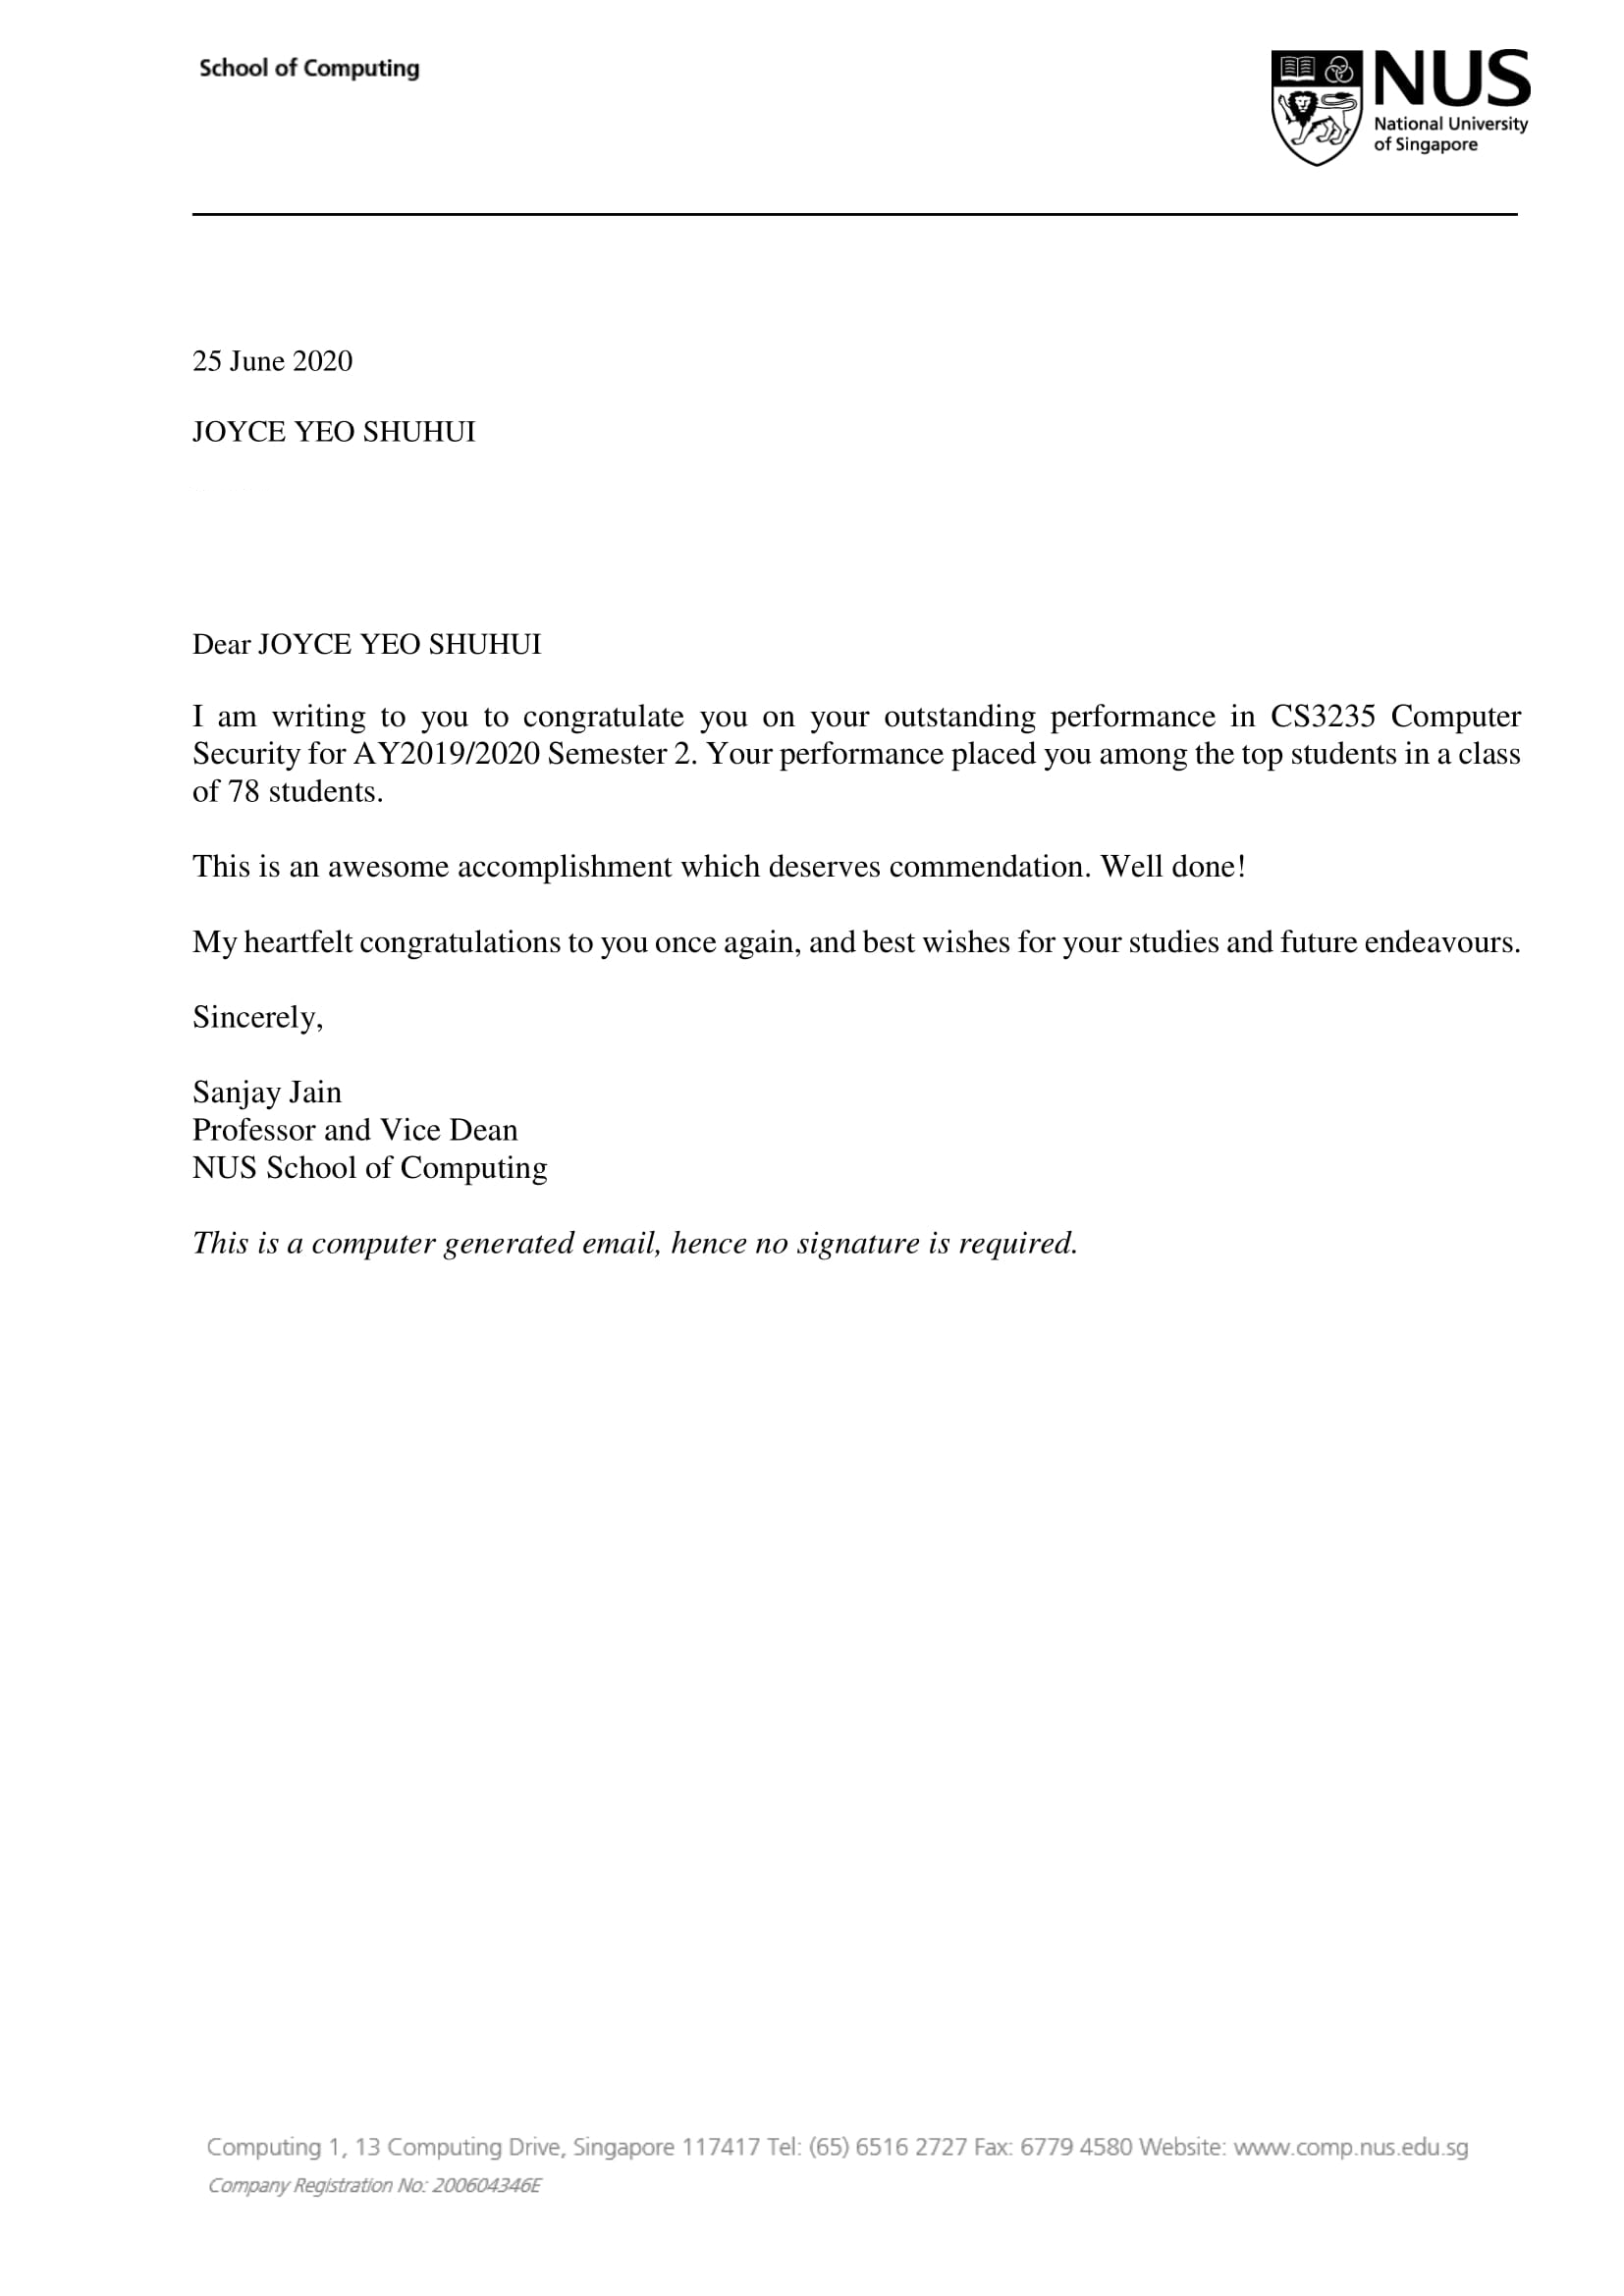 School of Computing
NUS
National University
of Singapore
25 June 2020
JOYCE YEO SHUHUI
Dear JOYCE YEO SHUHUI
I am writing to you to congratulate you on your outstanding performance in CS3235 Computer
Security for AY2019/2020 Semester 2. Your performance placed you among the top students in a class
of 78 students.
This is an awesome accomplishment which deserves commendation. Well done!
My heartfelt congratulations to you once again, and best wishes for your studies and future endeavours.
Sincerely,
Sanjay Jain
Professor and Vice Dean
NUS School of Computing
This is a computer generated email, hence no signature is required.
Computing 1, 13 Computing Drive, Singapore 117417 Tel: (65) 6516 2727 Fax: 6779 4580 Website: www.comp.nus.edu.sg
Company Registration No: 200604346E